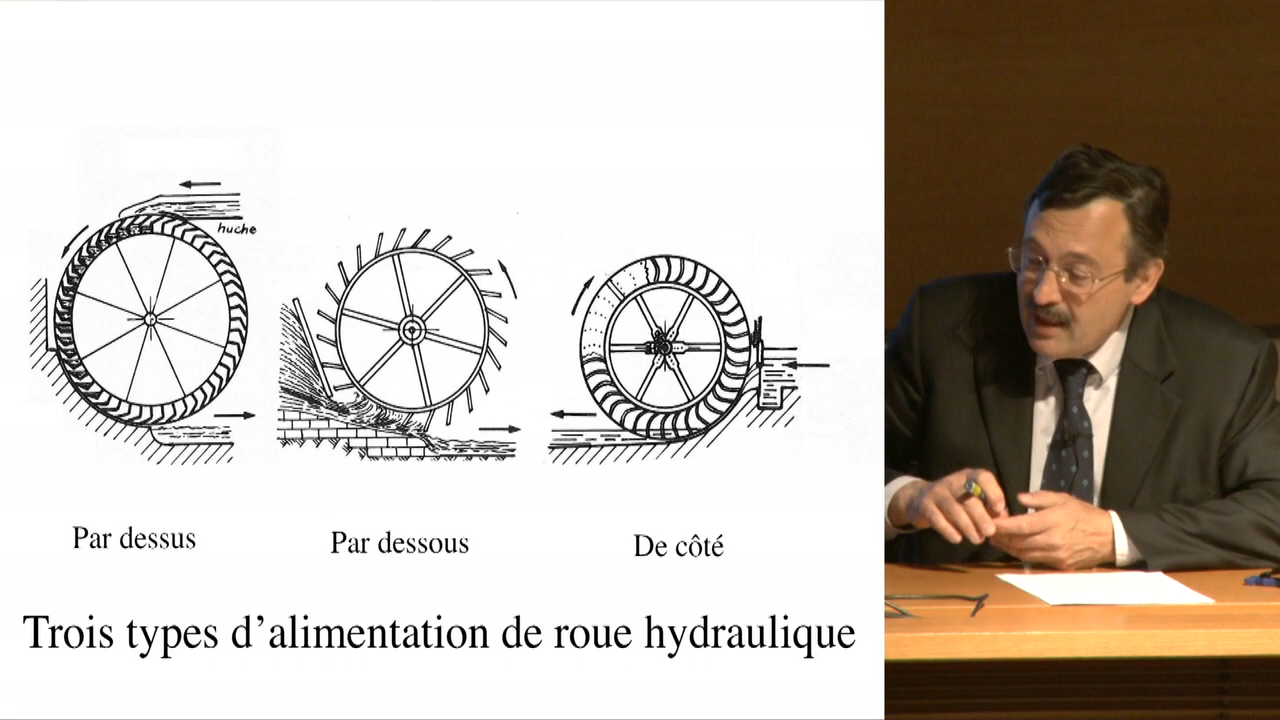 huche
Par dessus
Par dessous
De côté
Trois types d’alimentation de roue hydraulique